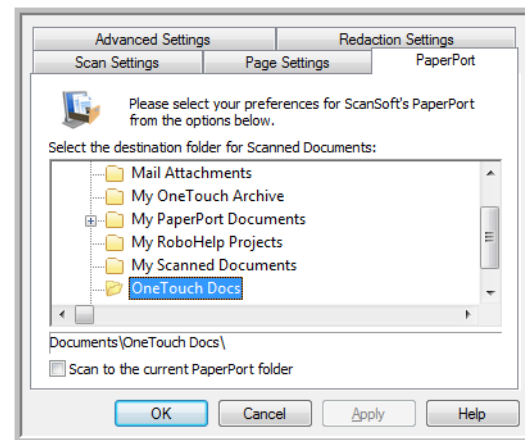 Advanced Settings Redaction Settings
Scan Settings Page Settings PaperPort
Please select your preferences for ScanSoft's PaperPort
from the options below.
Select the destination folder for Scanned Documents:
Mail Attachments
My OneTouch Archive
My PaperPort Documents
My RoboHelp Projects
My Scanned Documents
OneTouch Docs
Documents\OneTouch Docs\
Scan to the current PaperPort folder
OK Cancel Apply Help